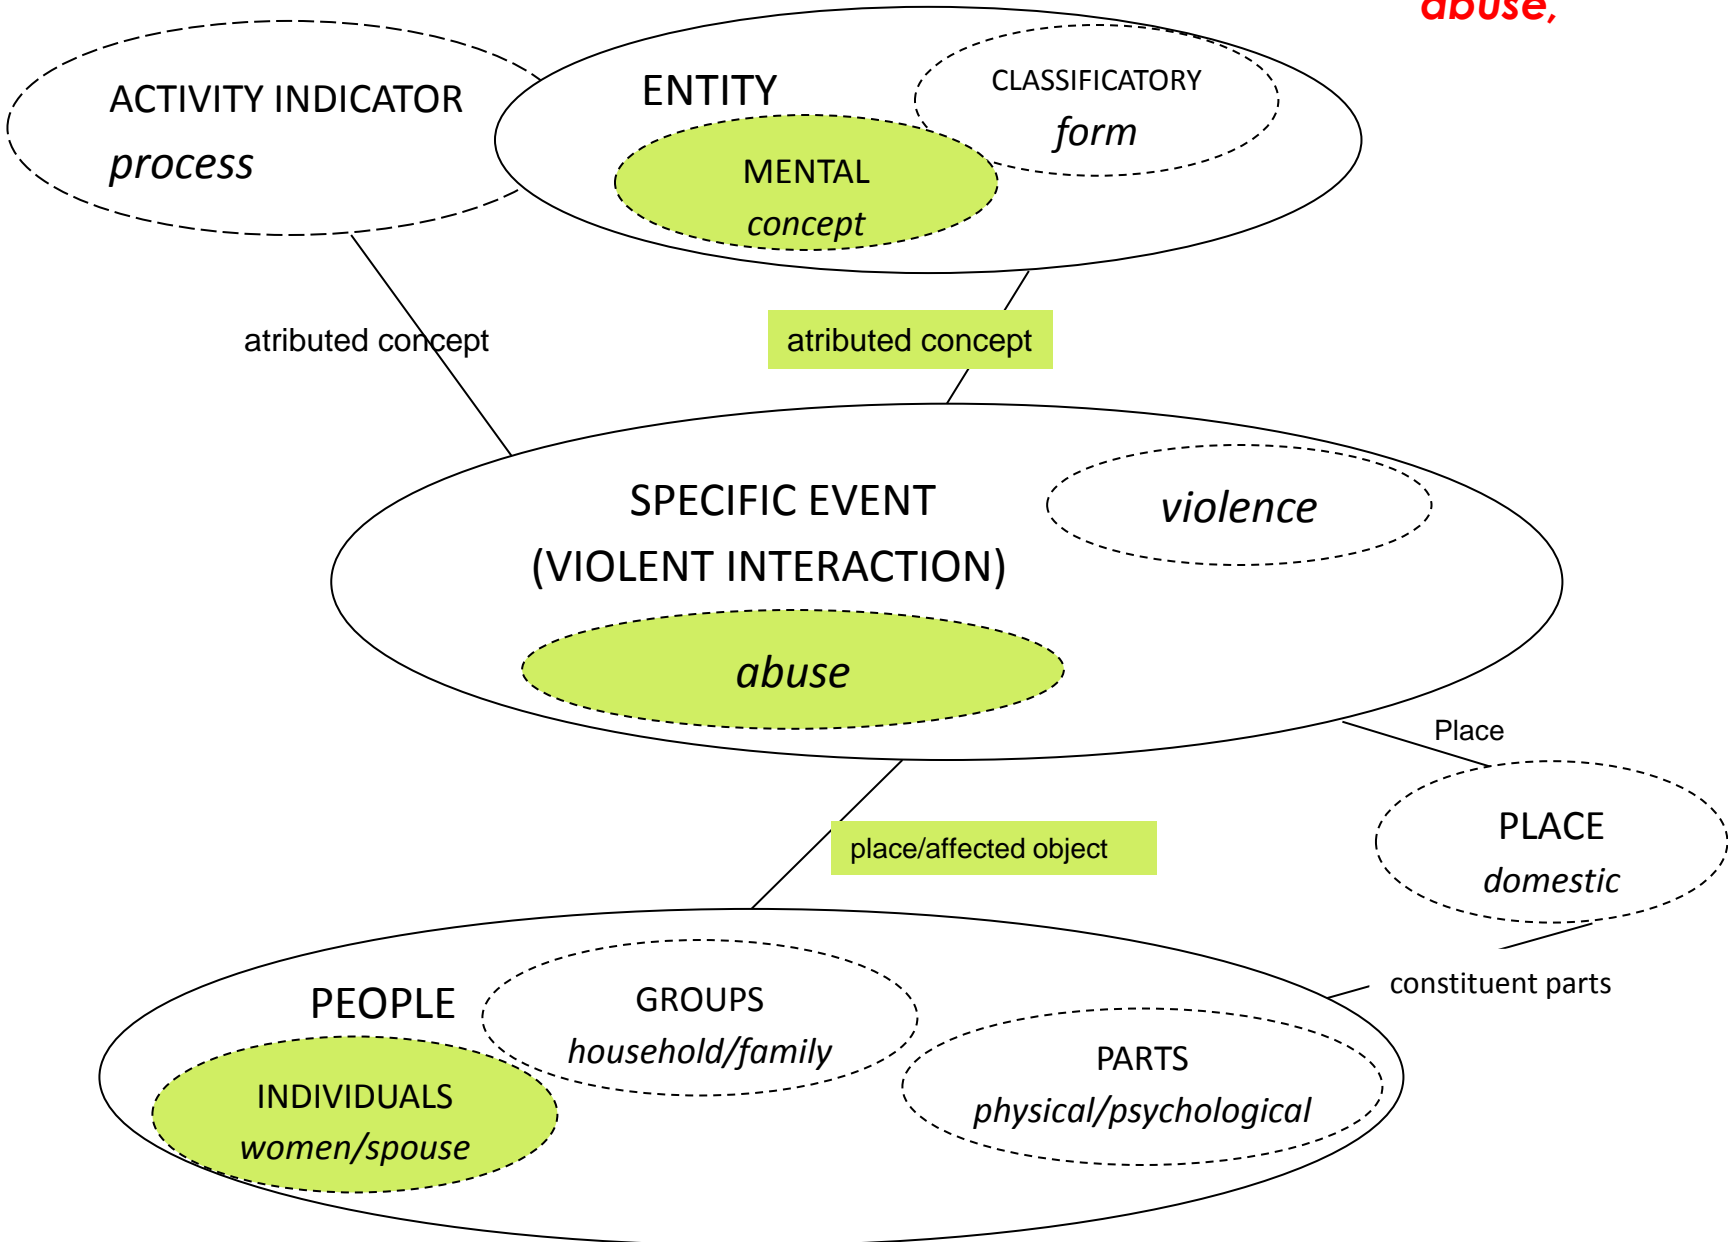 abuse,
ACTIVITY INDICATOR
process
ENTITY
CLASSIFICATORY
form
MENTAL
concept
atributed concept
atributed concept
SPECIFIC EVENT
(VIOLENT INTERACTION)
violence
abuse
Place
PLACE
domestic
place/affected object
constituent parts
PEOPLE
GROUPS
household/family
INDIVIDUALS
women/spouse
PARTS
physical/psychological